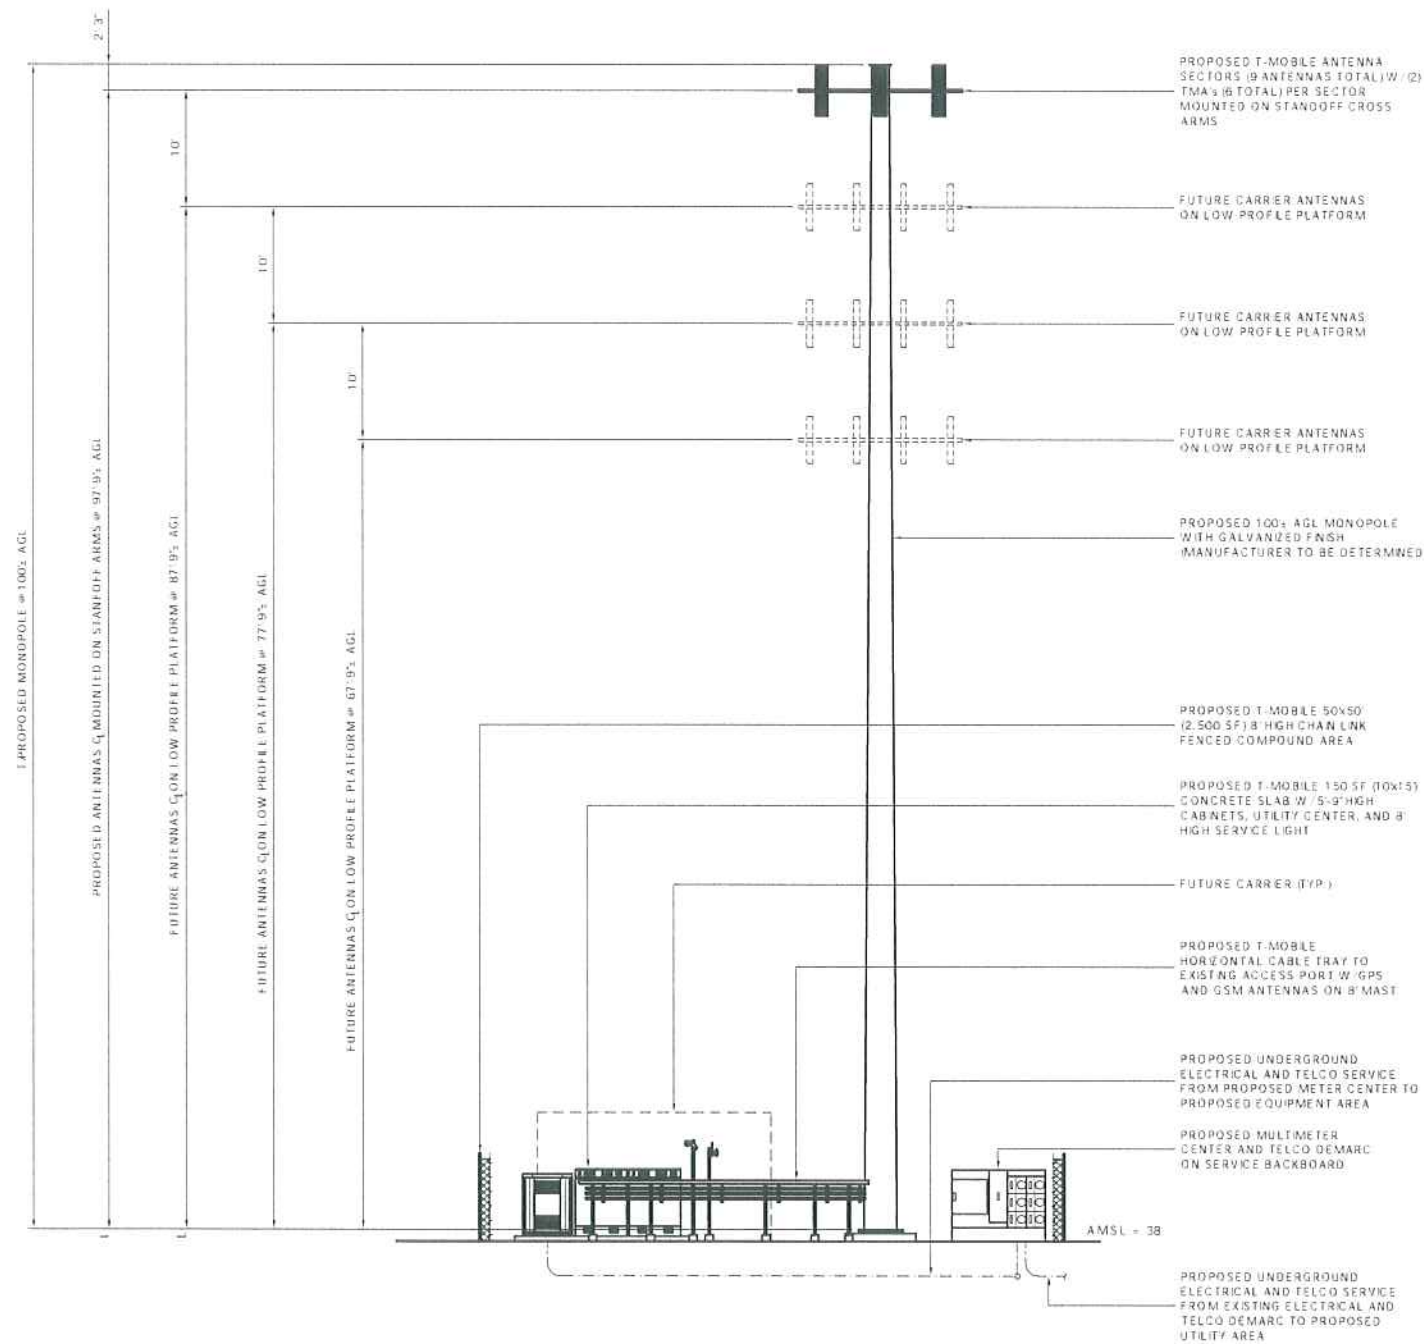 2'-3"
10'
10'
10'
T.PROPOSED MONOPOLE @ 100'± AGL
PROPOSED ANTENNAS ℄ MOUNTED ON STANFOFF ARMS @ 97'-9"± AGL
FUTURE ANTENNAS ℄ ON LOW PROFILE PLATFORM @ 87'-9"± AGL
FUTURE ANTENNAS ℄ ON LOW PROFILE PLATFORM @ 77'-9"± AGL
FUTURE ANTENNAS ℄ ON LOW PROFILE PLATFORM @ 67'-9"± AGL
PROPOSED T-MOBILE ANTENNA
SECTORS (9 ANTENNAS TOTAL) W/ (2)
TMA's (6 TOTAL) PER SECTOR
MOUNTED ON STANDOFF CROSS
ARMS
FUTURE CARRIER ANTENNAS
ON LOW PROFILE PLATFORM
FUTURE CARRIER ANTENNAS
ON LOW PROFILE PLATFORM
FUTURE CARRIER ANTENNAS
ON LOW PROFILE PLATFORM
PROPOSED 100'± AGL MONOPOLE
WITH GALVANIZED FINISH
(MANUFACTURER TO BE DETERMINED
PROPOSED T-MOBILE 50'x50'
(2,500 SF) 8' HIGH CHAIN LINK
FENCED COMPOUND AREA
PROPOSED T-MOBILE 150 SF (10'x15')
CONCRETE SLAB W/ 5'-9" HIGH
CABINETS, UTILITY CENTER, AND 8'
HIGH SERVICE LIGHT
FUTURE CARRIER (TYP.)
PROPOSED T-MOBILE
HORIZONTAL CABLE TRAY TO
EXISTING ACCESS PORT W/ GPS
AND GSM ANTENNAS ON 8' MAST
PROPOSED UNDERGROUND
ELECTRICAL AND TELCO SERVICE
FROM PROPOSED METER CENTER TO
PROPOSED EQUIPMENT AREA
PROPOSED MULTIMETER
CENTER AND TELCO DEMARC
ON SERVICE BACKBOARD
AMSL = 38
PROPOSED UNDERGROUND
ELECTRICAL AND TELCO SERVICE
FROM EXISTING ELECTRICAL AND
TELCO DEMARC TO PROPOSED
UTILITY AREA